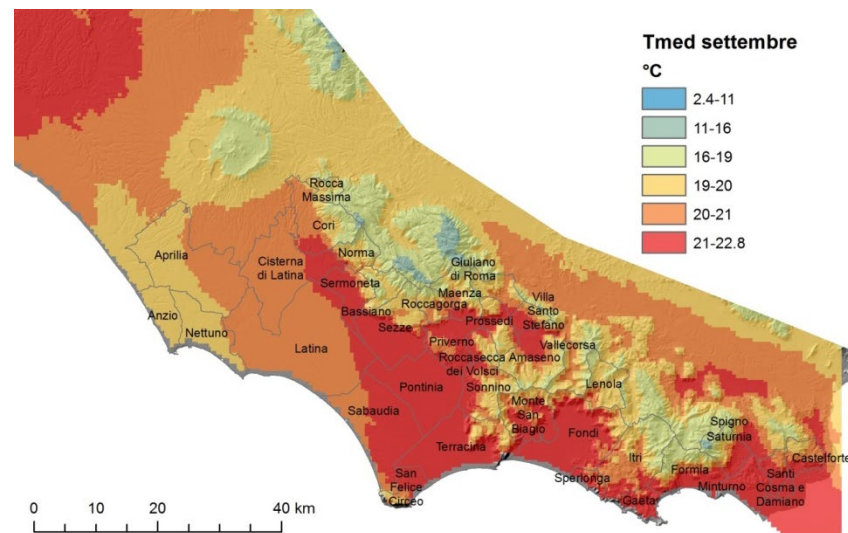 Tmed settembre
°C
2.4-11
11-16
16-19
19-20
20-21
21-22.8
Rocca
Massima
Cori
Aprilia
Cisterna
di Latina
Norma
Giuliano
di Roma
Sermoneta
Maenza
Roccagorga
Villa
Santo
Stefano
Bassiano
Anzio
Nettuno
Sezze
Prossedi
Priverno
Vallecorsa
Latina
Roccasecca
dei Volsci
Amaseno
Pontinia
Sonnino
Lenola
Sabaudia
Monte
San
Biagio
Fondi
Spigno
Saturnia
Terracina
Itri
Castelforte
San
Felice
Circeo
Sperlonga
Formia
Santi
Cosma e
Damiano
Gaeta
Minturno
0 10 20 40 km